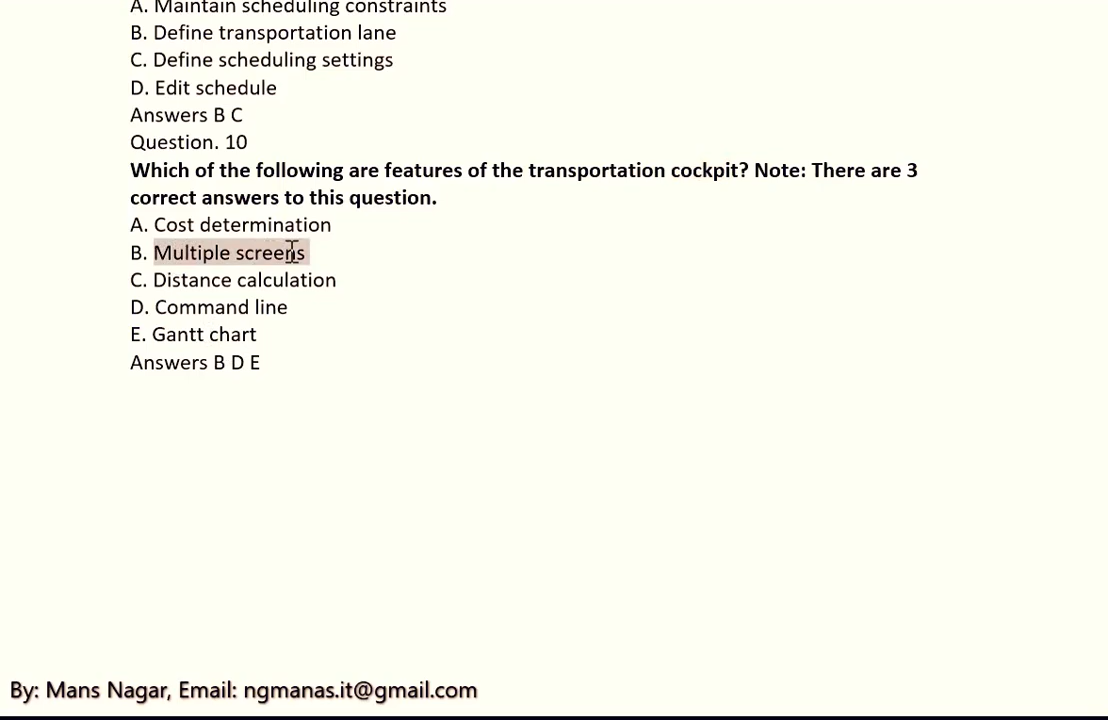 A. Maintain scheduling constraints
B. Define transportation lane
C. Define scheduling settings
D. Edit schedule
Answers B C
Question. 10
Which of the following are features of the transportation cockpit? Note: There are 3
correct answers to this question.
A. Cost determination
B. Multiple screens
C. Distance calculation
D. Command line
E. Gantt chart
Answers B D E
By: Mans Nagar, Email: ngmanas.it@gmail.com